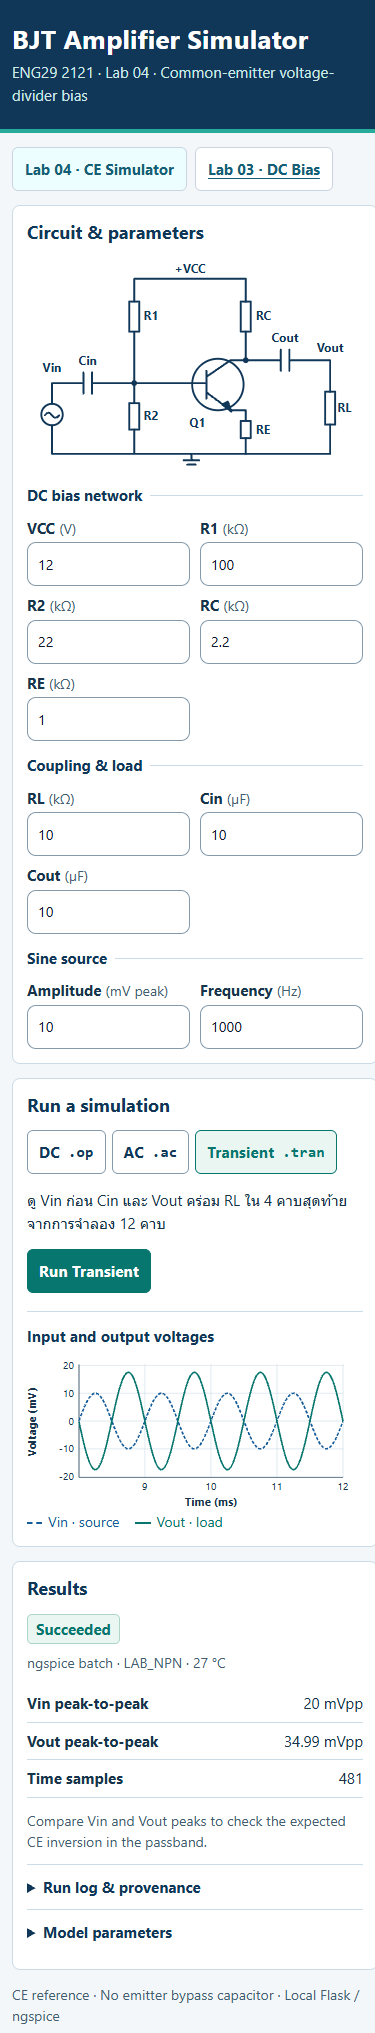 BJT Amplifier Simulator
ENG29 2121 · Lab 04 · Common-emitter voltage-
divider bias
Lab 04 · CE Simulator
Lab 03 · DC Bias
Circuit & parameters
+VCC
R1
RC
Cout
Vout
Vin
Cin
R2
Q1
RE
RL
DC bias network
VCC (V)
R1 (kΩ)
12
100
R2 (kΩ)
RC (kΩ)
22
2.2
RE (kΩ)
1
Coupling & load
RL (kΩ)
Cin (µF)
10
10
Cout (µF)
10
Sine source
Amplitude (mV peak)
Frequency (Hz)
10
1000
Run a simulation
DC .op
AC .ac
Transient .tran
ดู Vin ก่อน Cin และ Vout คร่อม RL ใน 4 คาบสุดท้าย
จากการจำลอง 12 คาบ
Run Transient
Input and output voltages
Voltage (mV)
20
10
0
-10
-20
9
10
11
12
Time (ms)
Vin · source
Vout · load
Results
Succeeded
ngspice batch · LAB_NPN · 27 °C
Vin peak-to-peak
20 mVpp
Vout peak-to-peak
34.99 mVpp
Time samples
481
Compare Vin and Vout peaks to check the expected
CE inversion in the passband.
Run log & provenance
Model parameters
CE reference · No emitter bypass capacitor · Local Flask /
ngspice